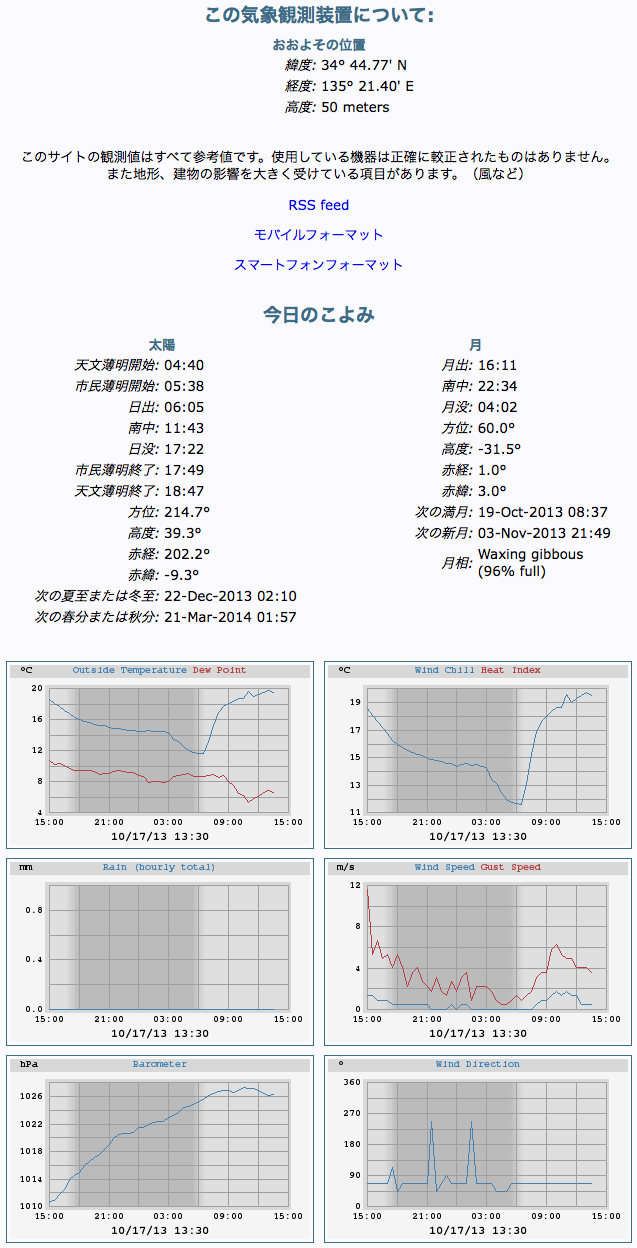 この気象観測装置について:
おおよその位置
緯度: 34° 44.77' N
経度: 135° 21.40' E
高度: 50 meters
このサイトの観測値はすべて参考値です。使用している機器は正確に較正されたものはありません。
また地形、建物の影響を大きく受けている項目があります。（風など）
RSS feed
モバイルフォーマット
スマートフォンフォーマット
今日のこよみ
太陽
天文薄明開始: 04:40
市民薄明開始: 05:38
日出: 06:05
南中: 11:43
日没: 17:22
市民薄明終了: 17:49
天文薄明終了: 18:47
方位: 214.7°
高度: 39.3°
赤経: 202.2°
赤緯: -9.3°
次の夏至または冬至: 22-Dec-2013 02:10
次の春分または秋分: 21-Mar-2014 01:57
月
月出: 16:11
南中: 22:34
月没: 04:02
方位: 60.0°
高度: -31.5°
赤経: 1.0°
赤緯: 3.0°
次の満月: 19-Oct-2013 08:37
次の新月: 03-Nov-2013 21:49
月相: Waxing gibbous
(96% full)
°C Outside Temperature Dew Point
20
16
12
8
4
15:00 21:00 03:00 09:00 15:00
10/17/13 13:30
°C Wind Chill Heat Index
19
17
15
13
11
15:00 21:00 03:00 09:00 15:00
10/17/13 13:30
mm Rain (hourly total)
0.8
0.4
0.0
15:00 21:00 03:00 09:00 15:00
10/17/13 13:30
m/s Wind Speed Gust Speed
12
8
4
0
15:00 21:00 03:00 09:00 15:00
10/17/13 13:30
hPa Barometer
1026
1022
1018
1014
1010
15:00 21:00 03:00 09:00 15:00
10/17/13 13:30
° Wind Direction
360
270
180
90
0
15:00 21:00 03:00 09:00 15:00
10/17/13 13:30